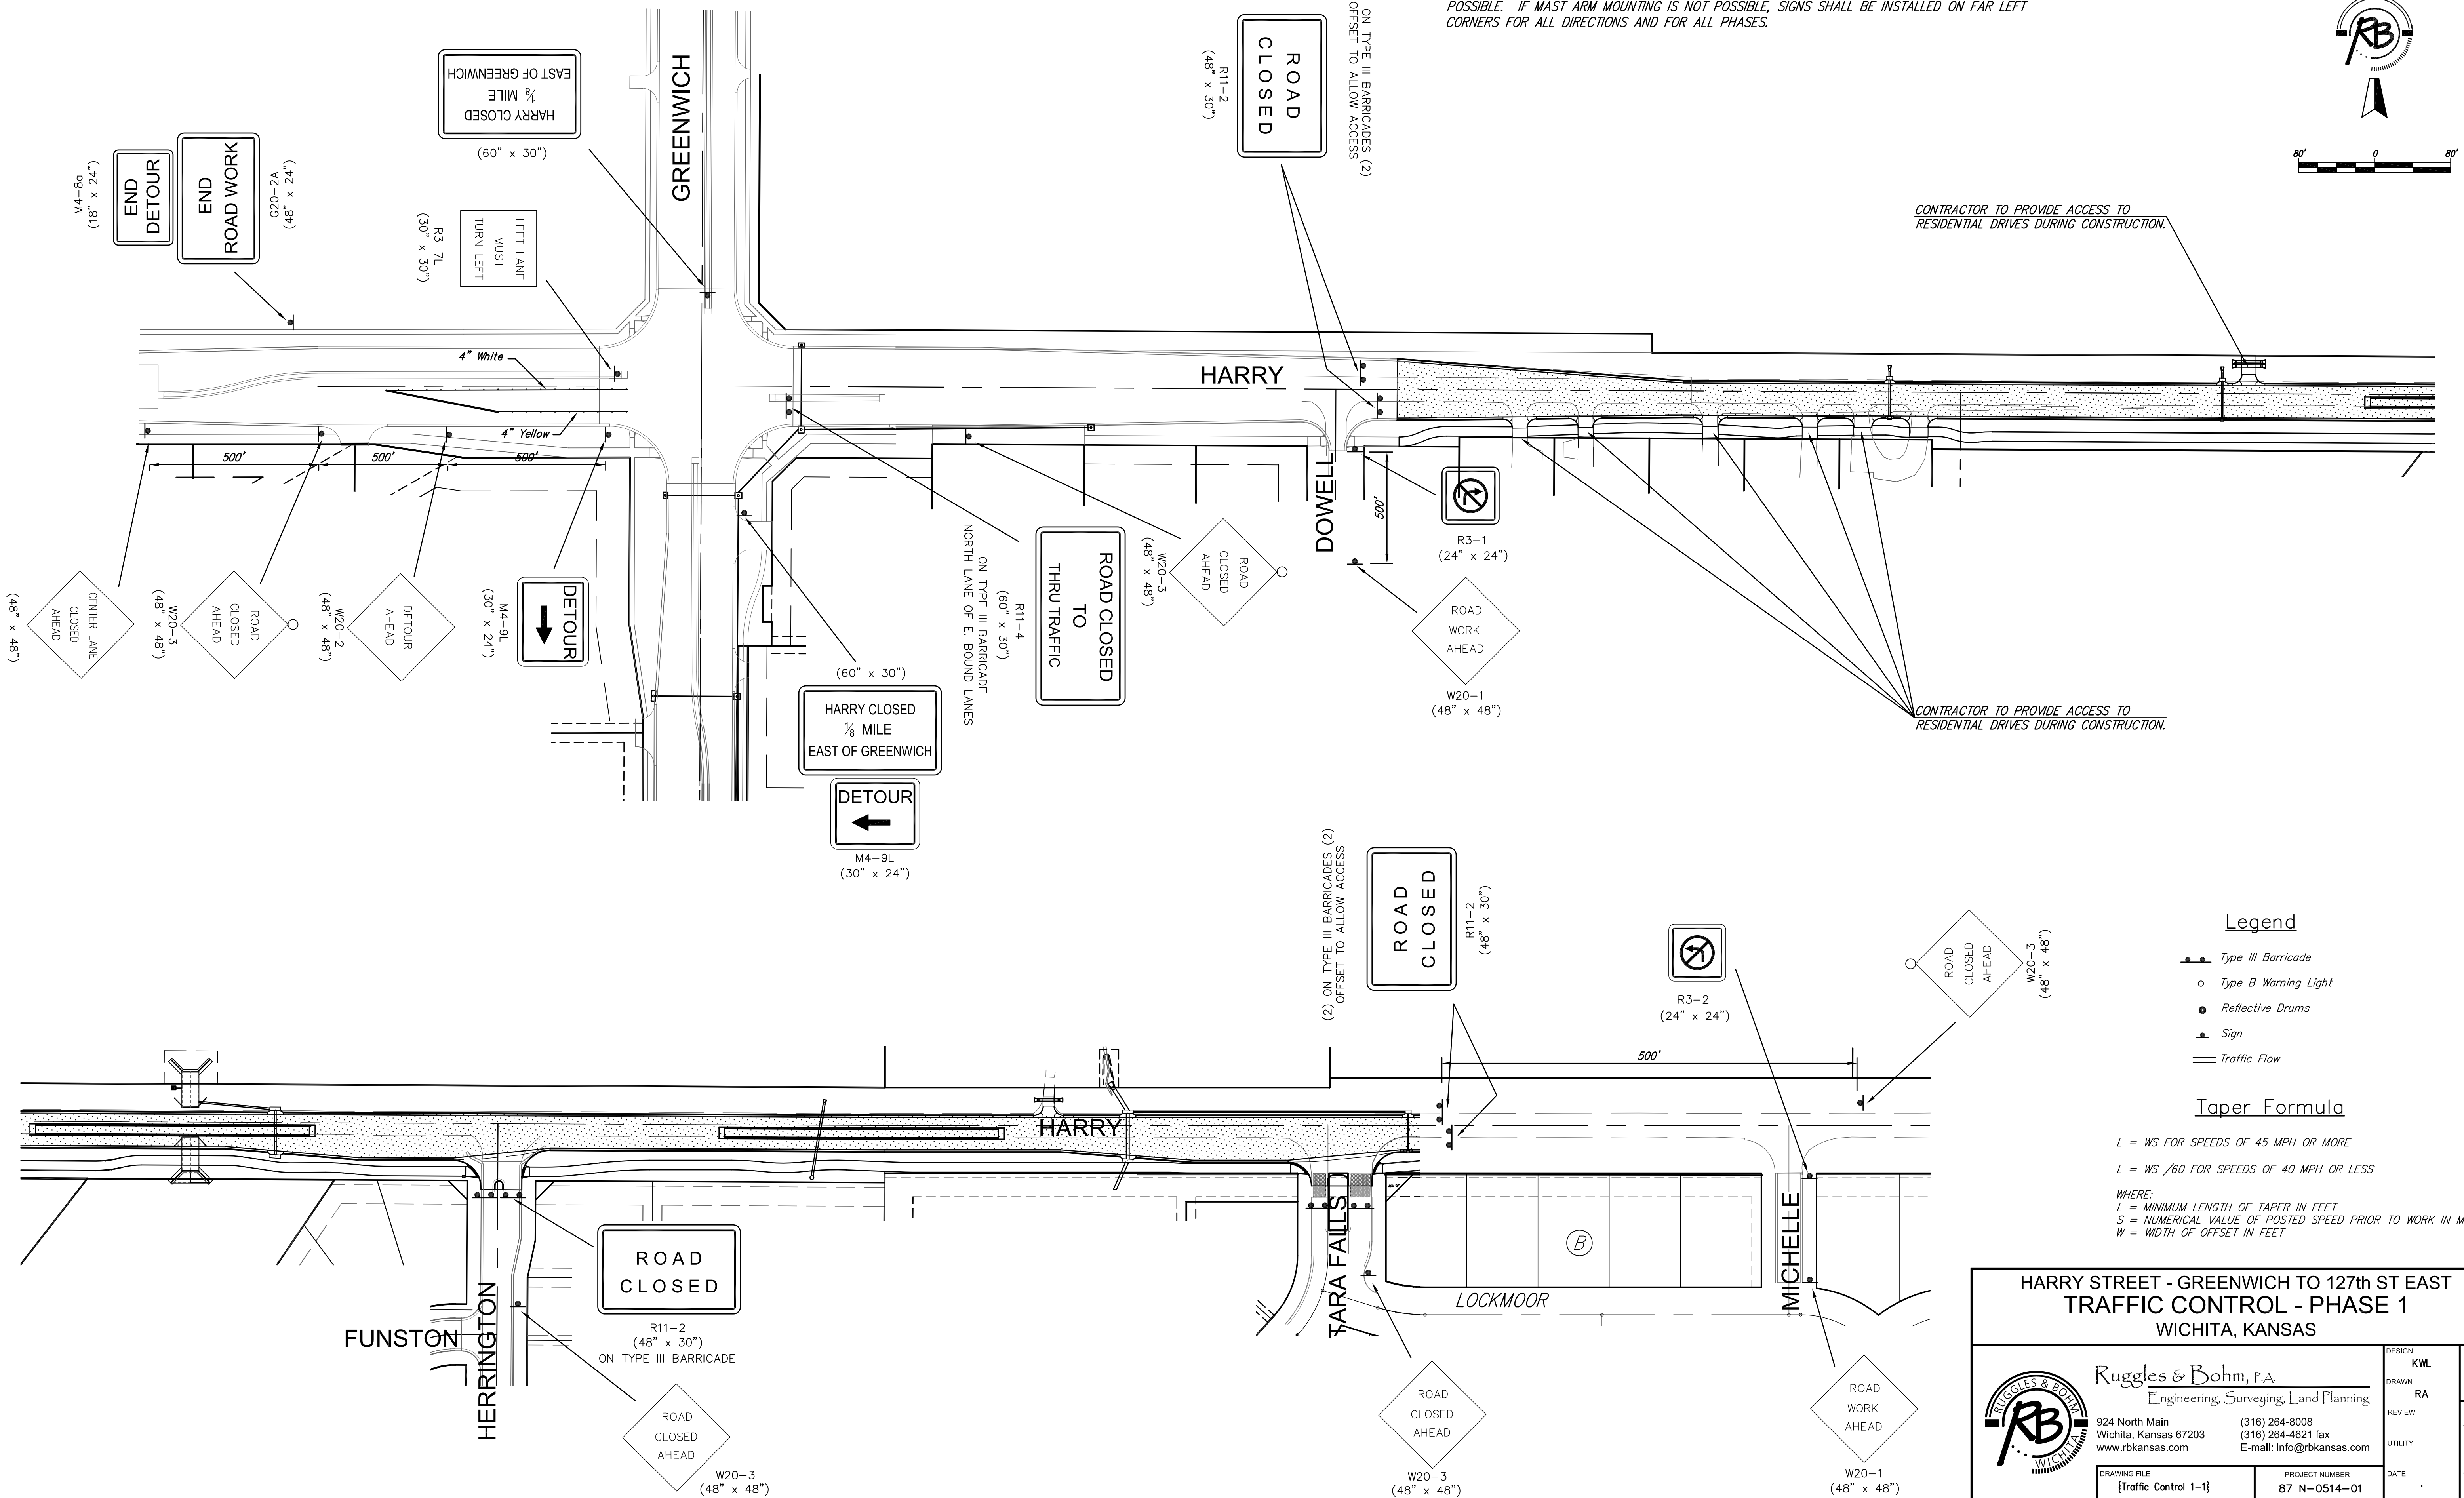 POSSIBLE. IF MAST ARM MOUNTING IS NOT POSSIBLE, SIGNS SHALL BE INSTALLED ON FAR LEFT
CORNERS FOR ALL DIRECTIONS AND FOR ALL PHASES.
RB
80'
0
80'
HARRY CLOSED
1/8 MILE
EAST OF GREENWICH
(60" x 30")
GREENWICH
M4-8a
(18" x 24")
END
DETOUR
END
ROAD WORK
G20-2A
(48" x 24")
R3-7L
(30" x 30")
LEFT LANE
MUST
TURN LEFT
R11-2
(48" x 30")
ROAD
CLOSED
ON TYPE III BARRICADES (2)
OFFSET TO ALLOW ACCESS
CONTRACTOR TO PROVIDE ACCESS TO
RESIDENTIAL DRIVES DURING CONSTRUCTION.
4" White
4" Yellow
HARRY
500'
500'
500'
DOWELL
500'
R3-1
(24" x 24")
CENTER LANE
CLOSED
AHEAD
(48" x 48")
ROAD
CLOSED
AHEAD
W20-3
(48" x 48")
DETOUR
AHEAD
W20-2
(48" x 48")
DETOUR
M4-9L
(30" x 24")
ROAD CLOSED
TO
THRU TRAFFIC
R11-4
(60" x 30")
ON TYPE III BARRICADE
NORTH LANE OF E. BOUND LANES
ROAD
CLOSED
AHEAD
W20-3
(48" x 48")
ROAD
WORK
AHEAD
W20-1
(48" x 48")
(60" x 30")
HARRY CLOSED
1/8 MILE
EAST OF GREENWICH
DETOUR
M4-9L
(30" x 24")
CONTRACTOR TO PROVIDE ACCESS TO
RESIDENTIAL DRIVES DURING CONSTRUCTION.
(2) ON TYPE III BARRICADES (2)
OFFSET TO ALLOW ACCESS
ROAD
CLOSED
R11-2
(48" x 30")
R3-2
(24" x 24")
ROAD
CLOSED
AHEAD
W20-3
(48" x 48")
500'
HARRY
HERRINGTON
FUNSTON
ROAD
CLOSED
R11-2
(48" x 30")
ON TYPE III BARRICADE
ROAD
CLOSED
AHEAD
W20-3
(48" x 48")
TARA FALLS
B
LOCKMOOR
MICHELLE
ROAD
CLOSED
AHEAD
W20-3
(48" x 48")
ROAD
WORK
AHEAD
W20-1
(48" x 48")
Legend
Type III Barricade
Type B Warning Light
Reflective Drums
Sign
Traffic Flow
Taper Formula
L = WS FOR SPEEDS OF 45 MPH OR MORE
L = WS /60 FOR SPEEDS OF 40 MPH OR LESS
WHERE:
L = MINIMUM LENGTH OF TAPER IN FEET
S = NUMERICAL VALUE OF POSTED SPEED PRIOR TO WORK IN
W = WIDTH OF OFFSET IN FEET
HARRY STREET - GREENWICH TO 127th ST EAST
TRAFFIC CONTROL - PHASE 1
WICHITA, KANSAS
RUGGLES & BOHM
RB
WICHITA
Ruggles & Bohm, P.A.
Engineering, Surveying, Land Planning
924 North Main
Wichita, Kansas 67203
www.rbkansas.com
(316) 264-8008
(316) 264-4621 fax
E-mail: info@rbkansas.com
DRAWING FILE
{Traffic Control 1-1}
PROJECT NUMBER
87 N-0514-01
DESIGN
KWL
DRAWN
RA
REVIEW
UTILITY
DATE